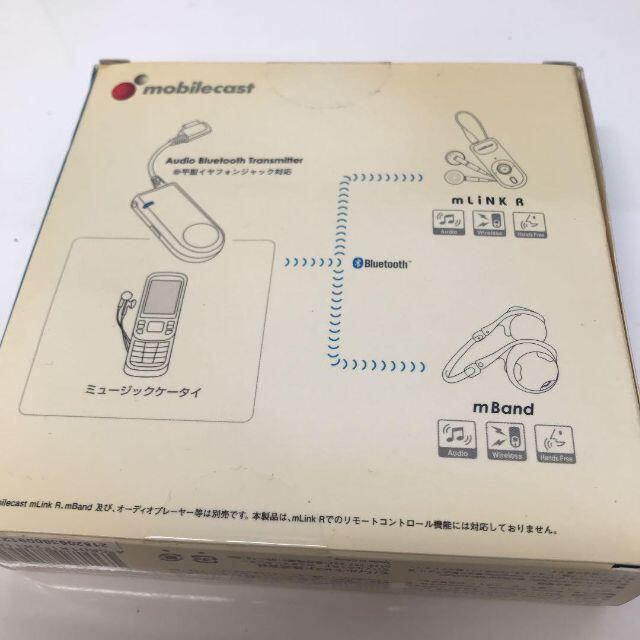 mobilecast
Audio Bluetooth Transmitter
※平型イヤフォンジャック対応
mLiNK R
Audio
Wireless
Hands Free
Bluetooth™
ミュージックケータイ
mBand
Audio
Wireless
Hands Free
mLink R、mBand 及び、オーディオプレーヤー等は別売です。本製品は、mLink Rでのリモートコントロール機能には対応しておりません。